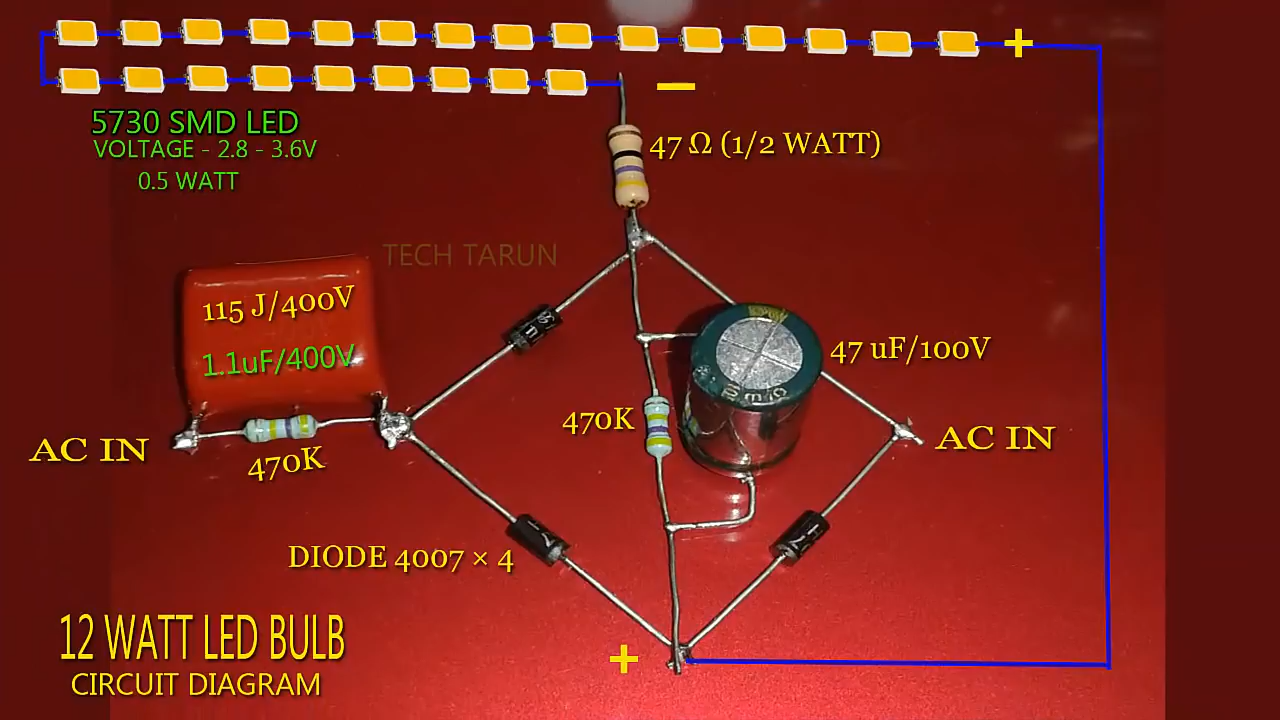 +
–
5730 SMD LED
VOLTAGE - 2.8 - 3.6V
0.5 WATT
47 Ω (1/2 WATT)
TECH TARUN
115 J/400V
1.1uF/400V
47 uF/100V
470K
AC IN
AC IN
470K
DIODE 4007 × 4
12 WATT LED BULB
CIRCUIT DIAGRAM
+